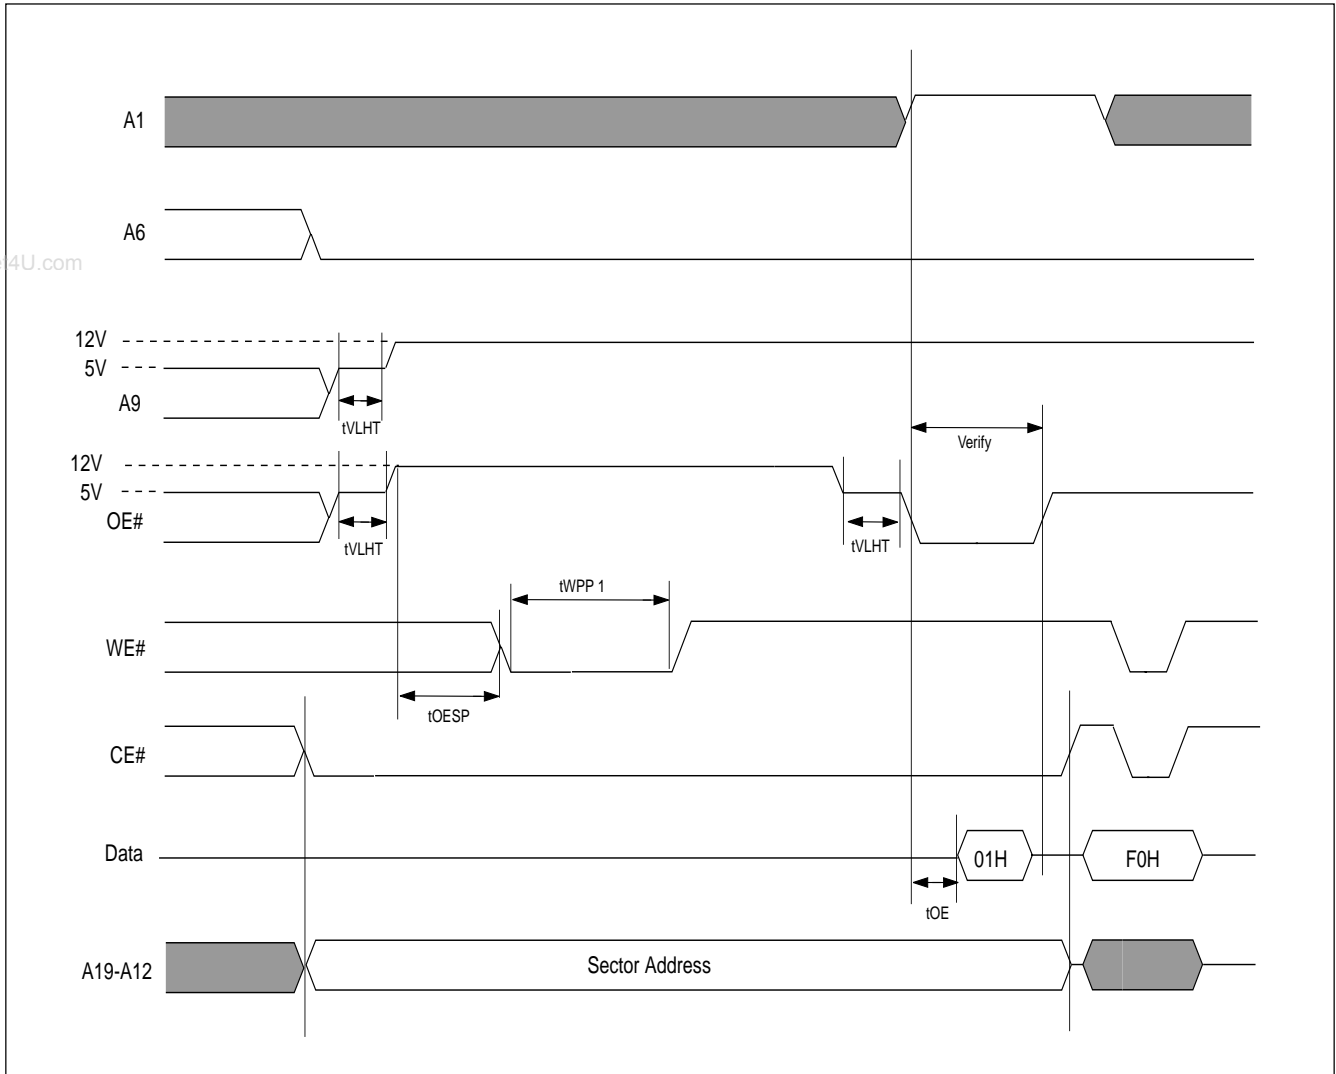 A1
A6
4U.com
12V
5V
A9
tVLHT
Verify
12V
5V
OE#
tVLHT
tVLHT
tWPP 1
WE#
tOESP
CE#
Data
01H
F0H
tOE
A19-A12
Sector Address